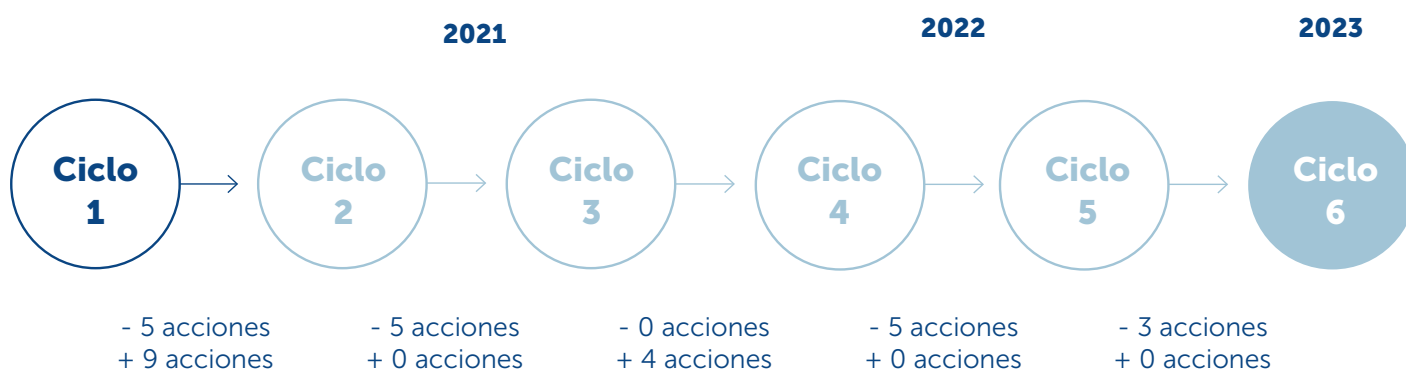 2021
2022
2023
Ciclo
1
Ciclo
2
Ciclo
3
Ciclo
4
Ciclo
5
Ciclo
6
- 5 acciones
+ 9 acciones
- 5 acciones
+ 0 acciones
- 0 acciones
+ 4 acciones
- 5 acciones
+ 0 acciones
- 3 acciones
+ 0 acciones